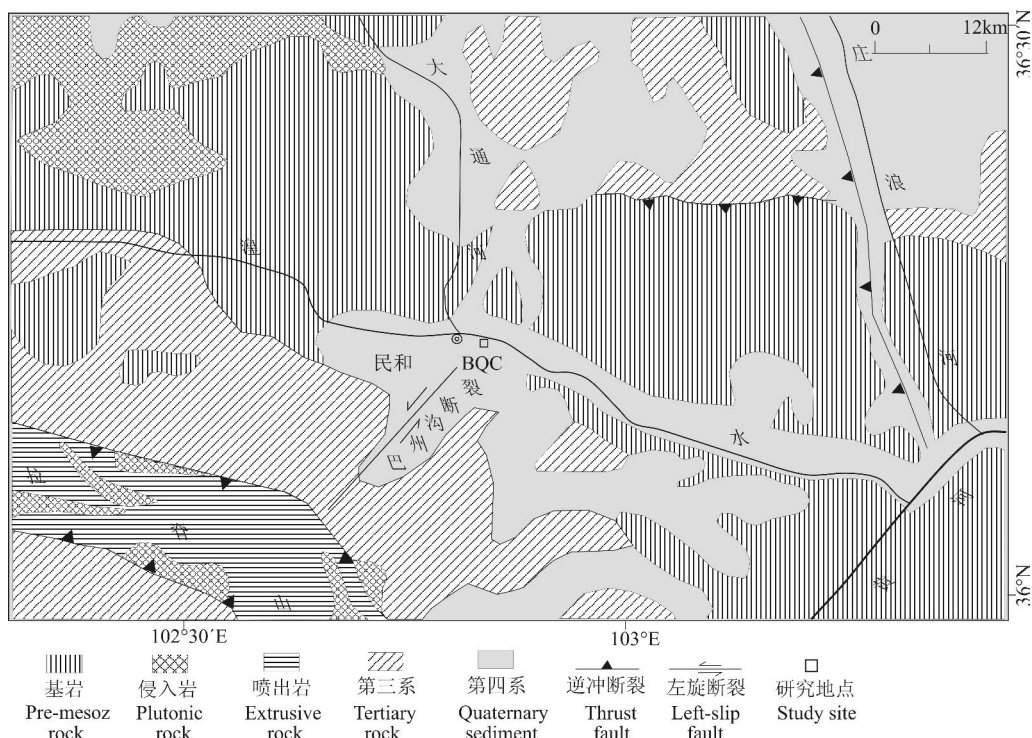 0 12km
36°30′N
大
庄
通
浪
湟
河
民和
BQC
巴州沟断裂
河
水
拉
脊
山
河
黄
36°N
102°30′ 103°E
基岩 侵入岩 喷出岩 第三系 第四系 逆冲断裂 左旋断裂 研究地点
Pre-mesoz Plutonic Extrusive Tertiary Quaternary Thrust Left-slip Study site
rock rock rock rock sediment fault fault